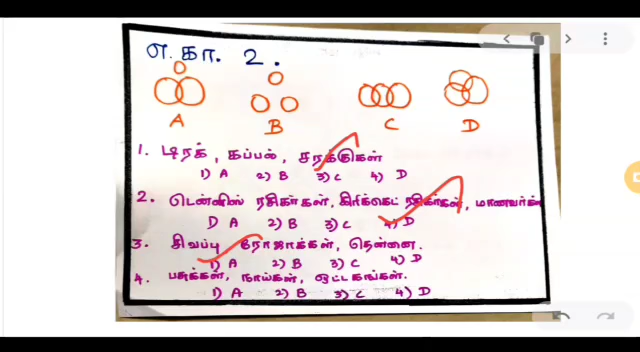 எ.கா. 2.
A B C D
1. டிரக், கப்பல், சரக்குகள்
1) A 2) B 3) C 4) D
2. டென்னிஸ் ரசிகர்கள், கிரிக்கெட் ரசிகர்கள், மாணவர்கள்
1) A 2) B 3) C 4) D
3. சிவப்பு ரோஜாக்கள், தென்னை.
1) A 2) B 3) C 4) D
4. பசுக்கள், நாய்கள், ஒட்டகங்கள்.
1) A 2) B 3) C 4) D